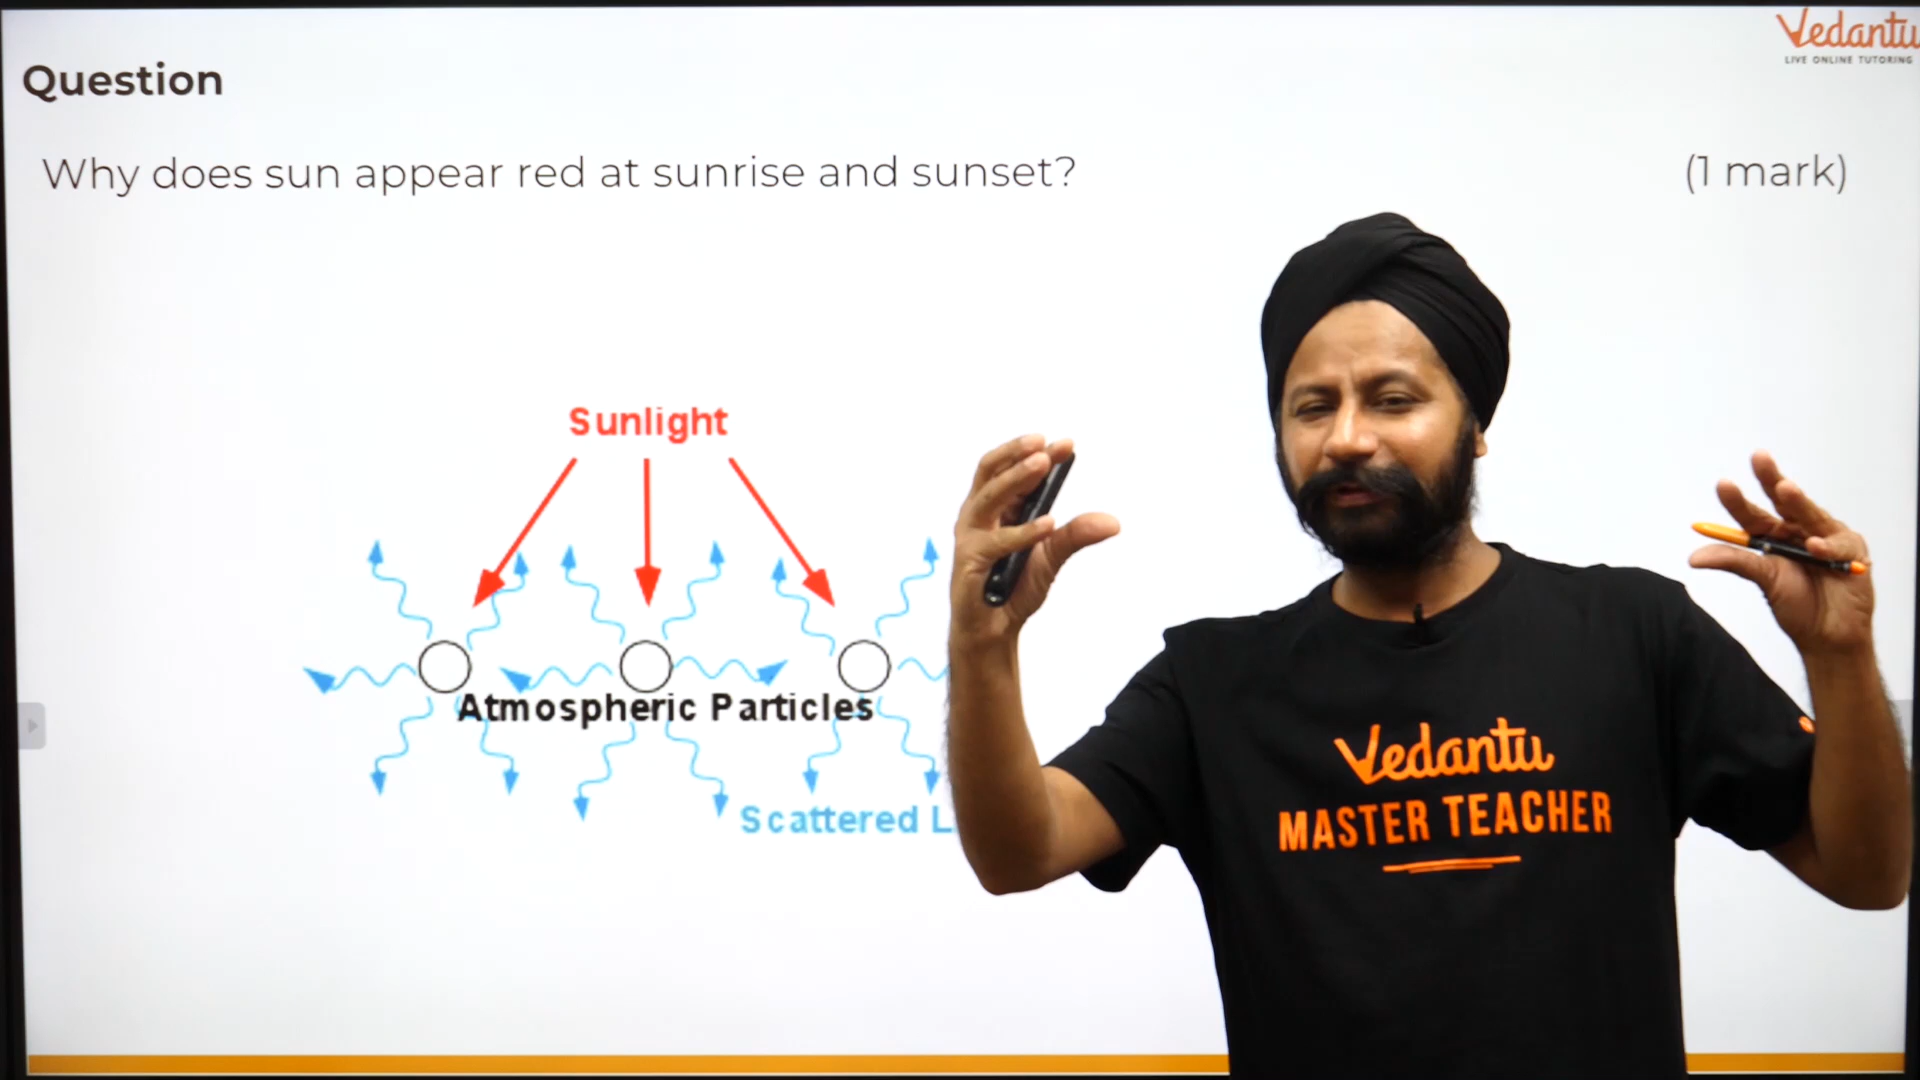 Vedantu
LIVE ONLINE TUTORING
Question
Why does sun appear red at sunrise and sunset?
(1 mark)
Sunlight
Atmospheric Particles
Scattered L
Vedantu
MASTER TEACHER